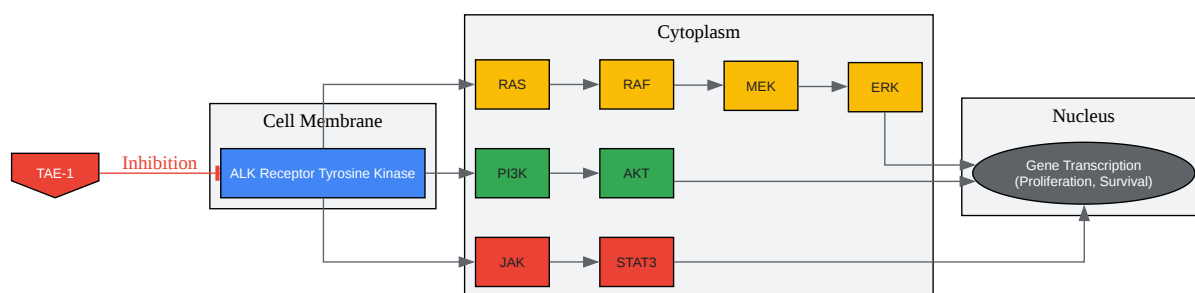 Cytoplasm
RAS
RAF
MEK
ERK
Cell Membrane
Nucleus
TAE-1
Inhibition
ALK Receptor Tyrosine Kinase
PI3K
AKT
Gene Transcription
(Proliferation, Survival)
JAK
STAT3